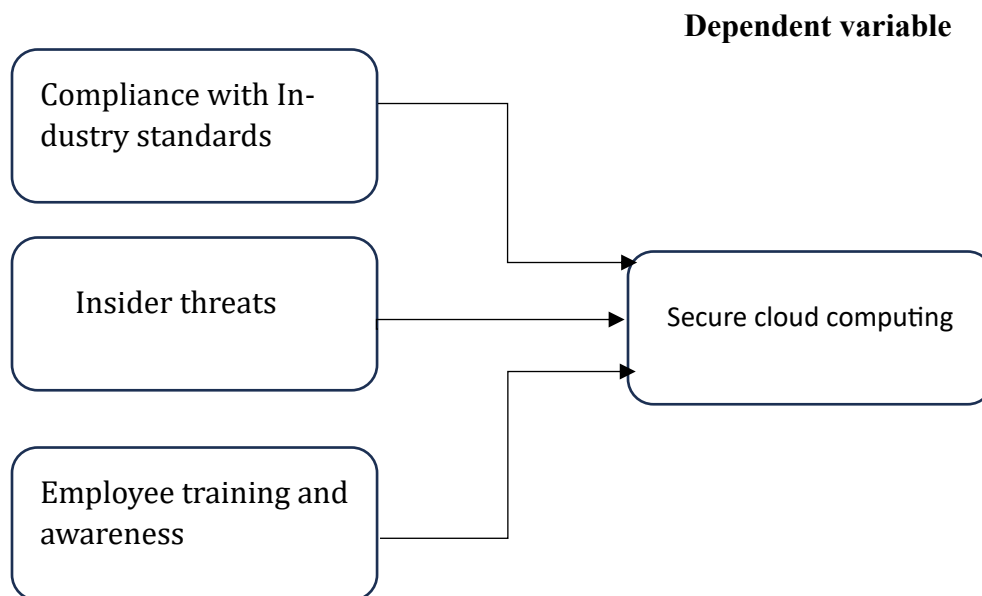 Dependent variable
Compliance with In-
dustry standards
Insider threats
Secure cloud computing
Employee training and
awareness